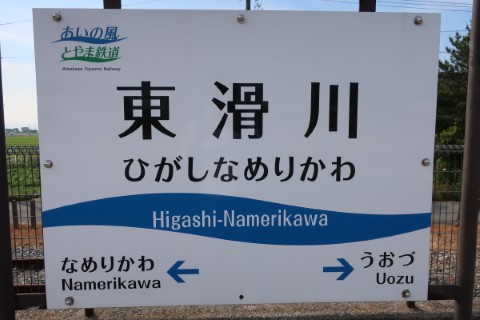 あいの風
とやま鉄道
Ainokaze Toyama Railway
東滑川
ひがしなめりかわ
Higashi-Namerikawa
なめりかわ ← → うおづ
Namerikawa Uozu